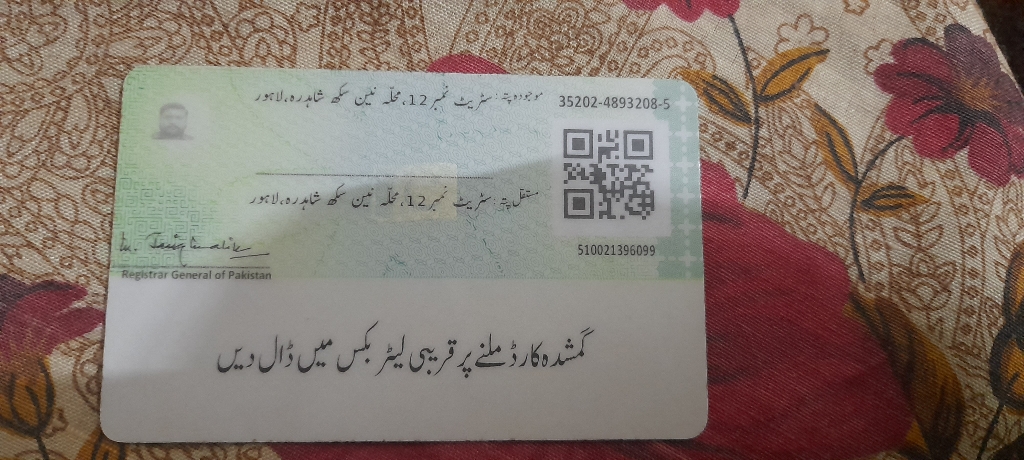 موجودہ پتہ: سٹریٹ نمبر 12، محلہ نین سکھ شاہدرہ، لاہور
35202-4893208-5
مستقل پتہ: سٹریٹ نمبر 12، محلہ نین سکھ شاہدرہ، لاہور
510021396099
Registrar General of Pakistan
گمشدہ کارڈ ملنے پر قریبی لیٹر بکس میں ڈال دیں